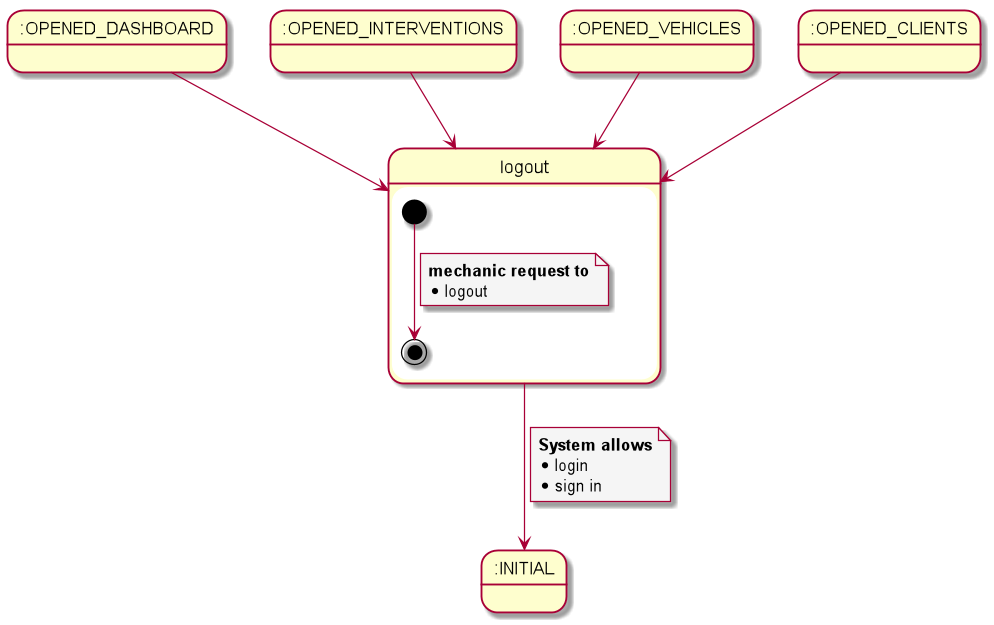 :OPENED_DASHBOARD
:OPENED_INTERVENTIONS
:OPENED_VEHICLES
:OPENED_CLIENTS
logout
mechanic request to
• logout
System allows
• login
• sign in
:INITIAL